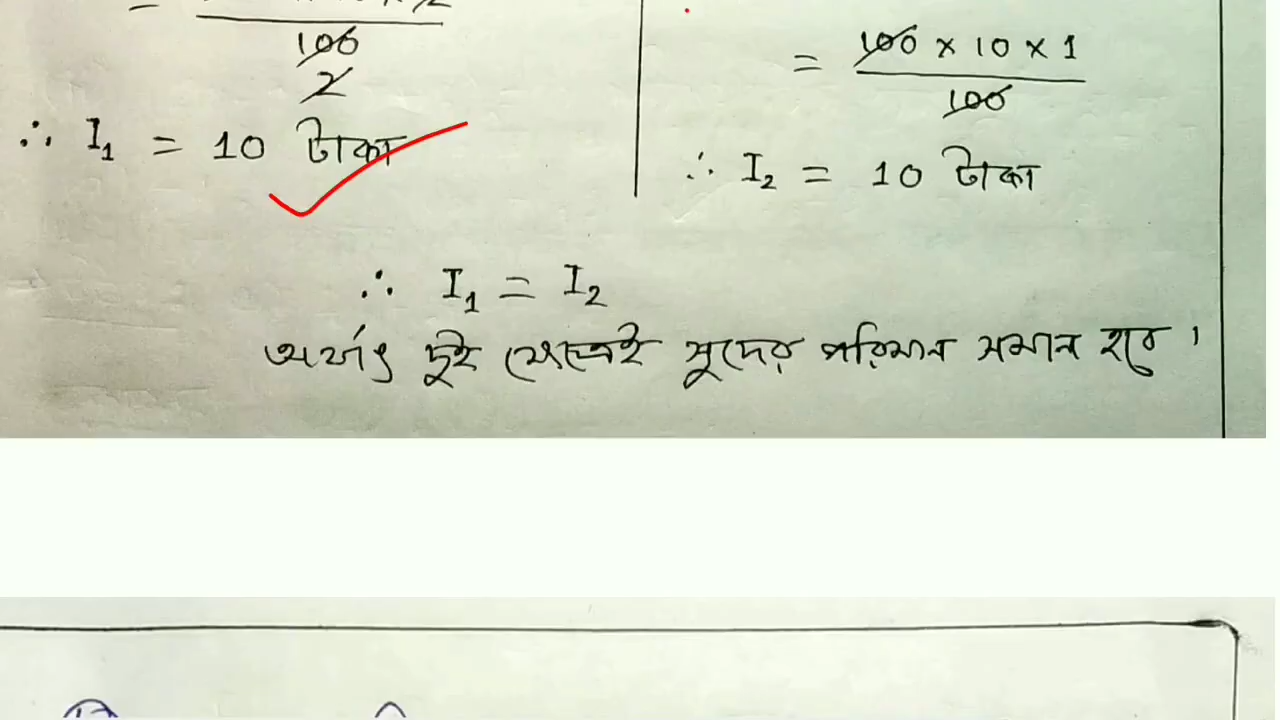 =
100
2
∴ I₁ = 10 টাকা
= 100 × 10 × 1
100
∴ I₂ = 10 টাকা
∴ I₁ = I₂
অর্থাৎ দুই ক্ষেত্রেই সুদের পরিমান সমান হবে ।